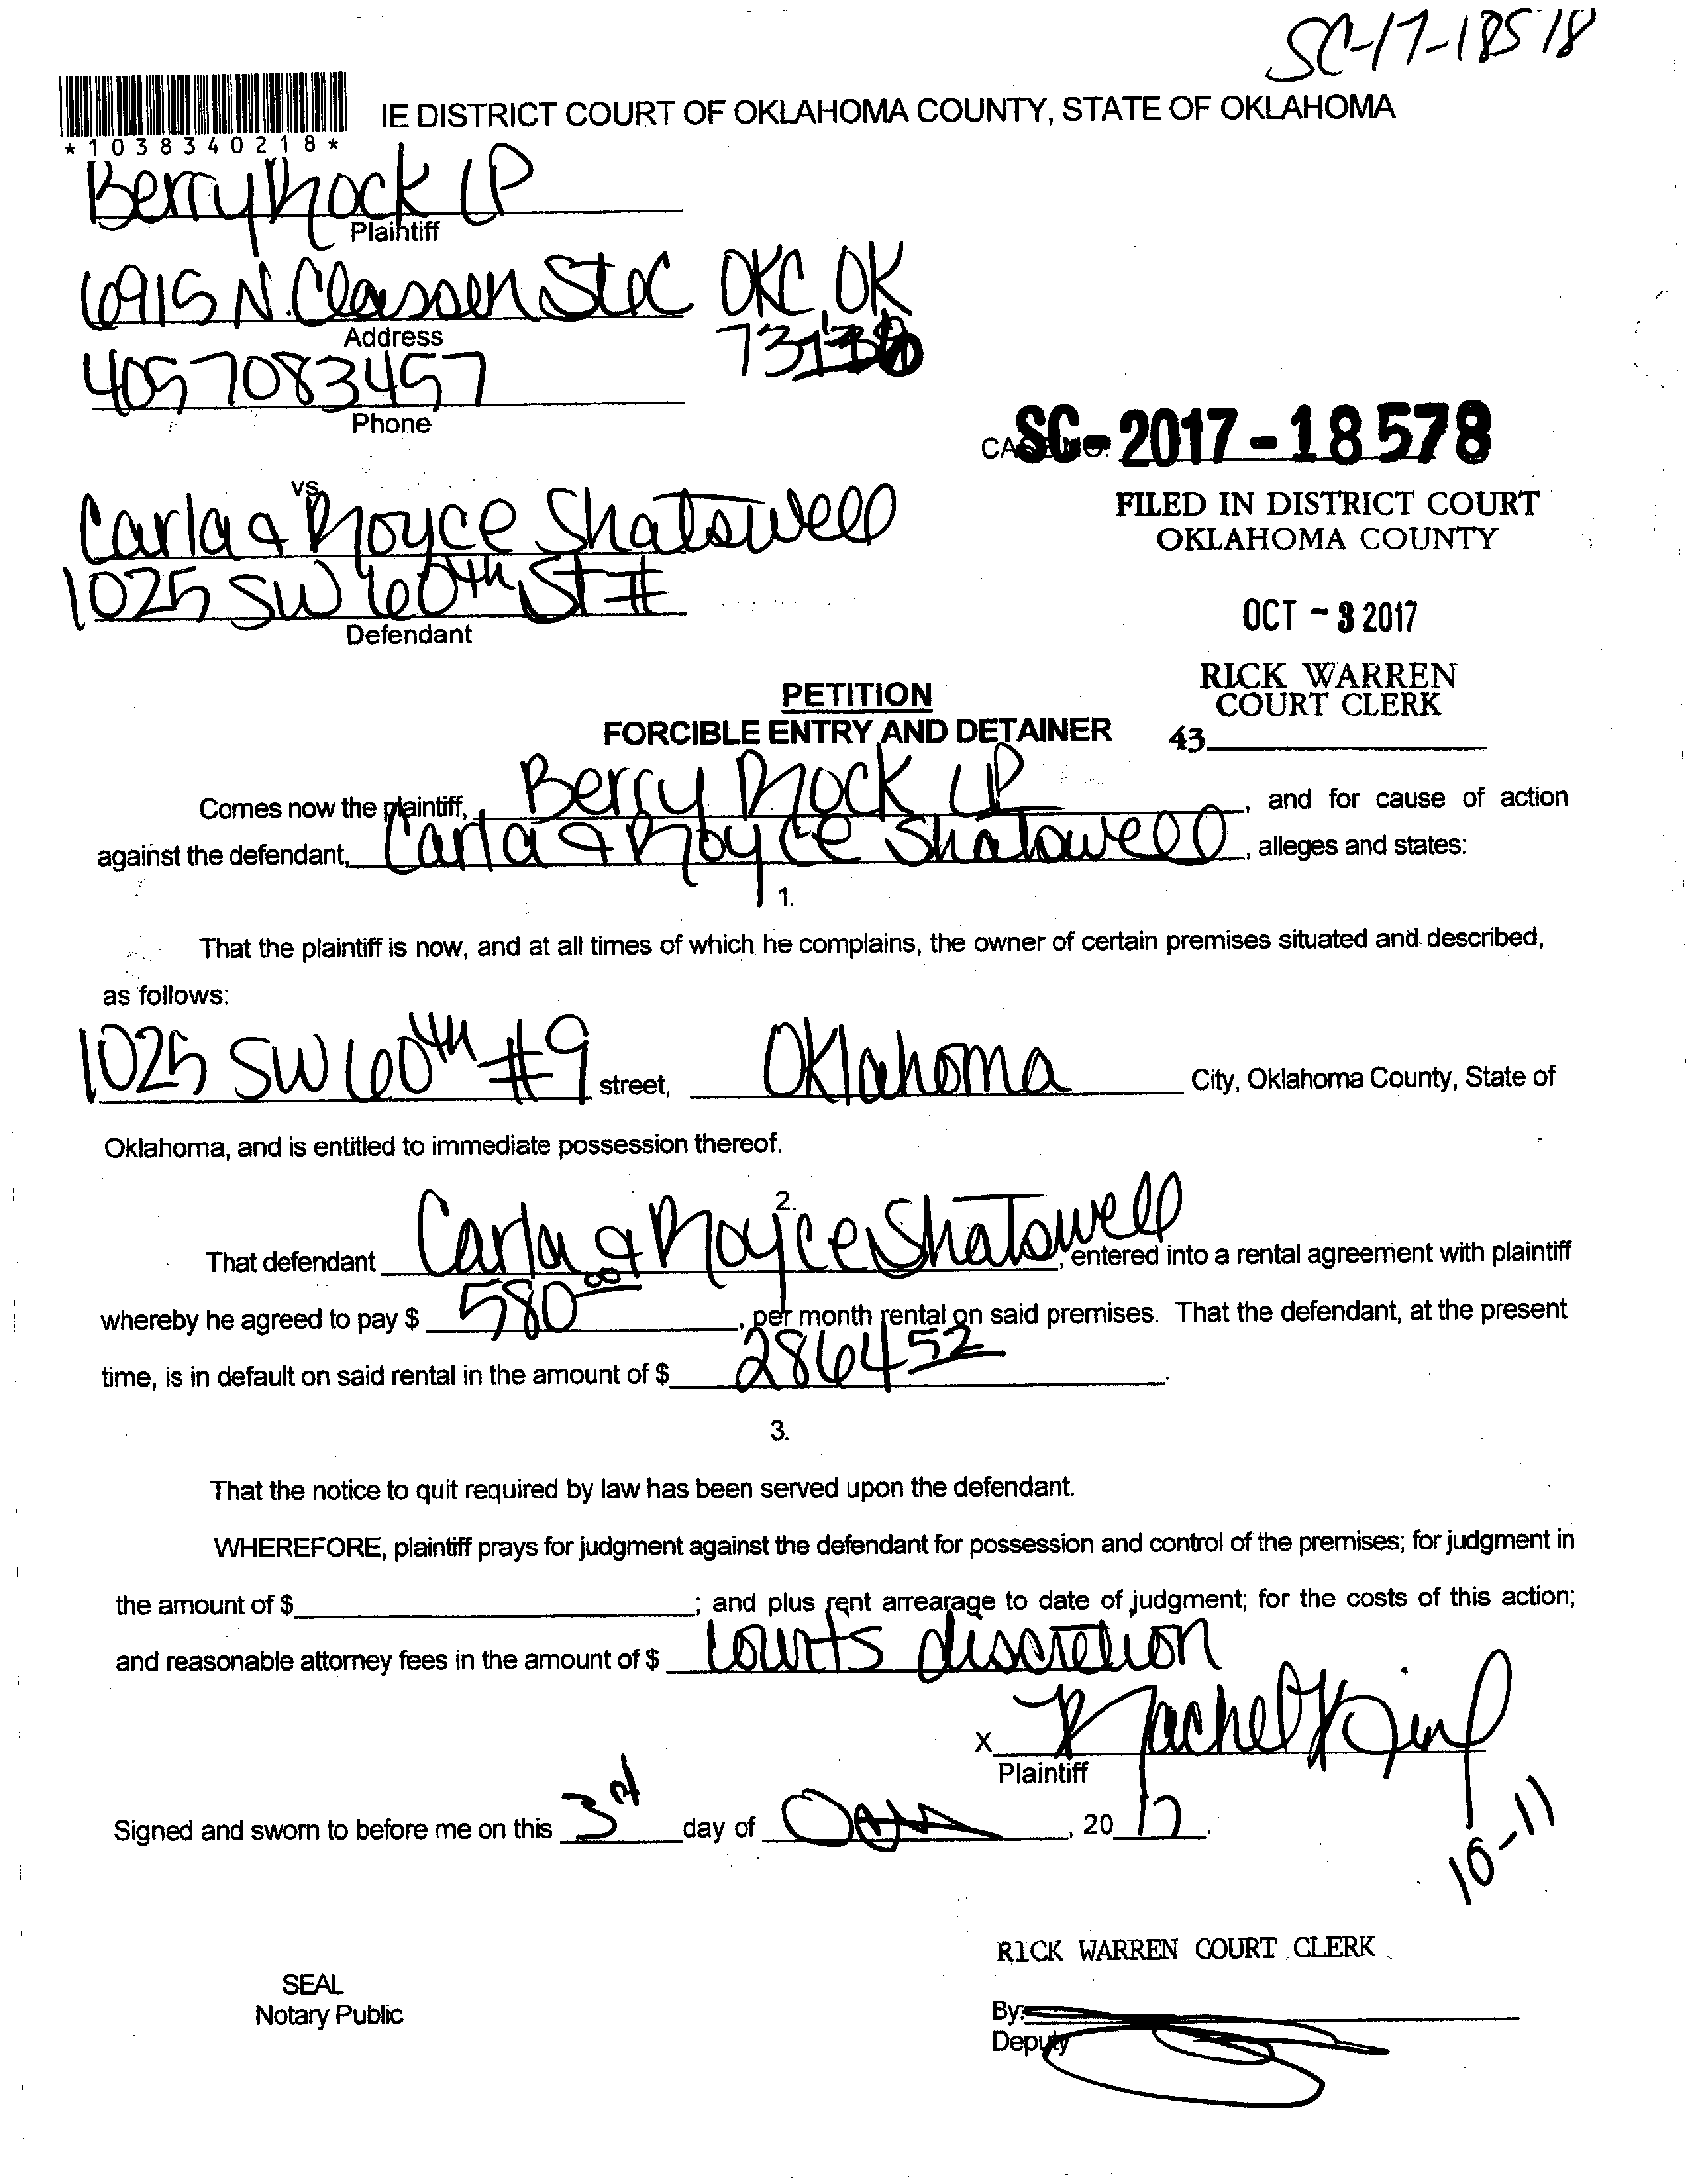 SC-17-18578
IE DISTRICT COURT OF OKLAHOMA COUNTY, STATE OF OKLAHOMA
*1038340218*
Berry Rock LP
Plaintiff
6915 N. Classen Ste C OKC, OK
Address
4057083457
Phone
CASE NO.
SC-2017-18578
FILED IN DISTRICT COURT
OKLAHOMA COUNTY
vs.
Carla & Royce Shatswell
1025 SW 60th St #
Defendant
OCT -3 2017
RICK WARREN
COURT CLERK
43
PETITION
FORCIBLE ENTRY AND DETAINER
Comes now the plaintiff, Berry Rock LP, and for cause of action
against the defendant, Carla & Royce Shatswell, alleges and states:
1.
That the plaintiff is now, and at all times of which he complains, the owner of certain premises situated and described,
as follows:
1025 SW 60th #9 street, Oklahoma City, Oklahoma County, State of
Oklahoma, and is entitled to immediate possession thereof.
2.
That defendant Carla & Royce Shatswell, entered into a rental agreement with plaintiff
whereby he agreed to pay $ 580.00, per month rental on said premises. That the defendant, at the present
time, is in default on said rental in the amount of $ 2864 52.
3.
That the notice to quit required by law has been served upon the defendant.
WHEREFORE, plaintiff prays for judgment against the defendant for possession and control of the premises; for judgment in
the amount of $ ; and plus rent arrearage to date of judgment; for the costs of this action;
and reasonable attorney fees in the amount of $ Courts discretion
X Rachel King
Plaintiff
Signed and sworn to before me on this 3rd day of , 2017.
10-11
RICK WARREN COURT CLERK
SEAL
Notary Public
By:
Deputy